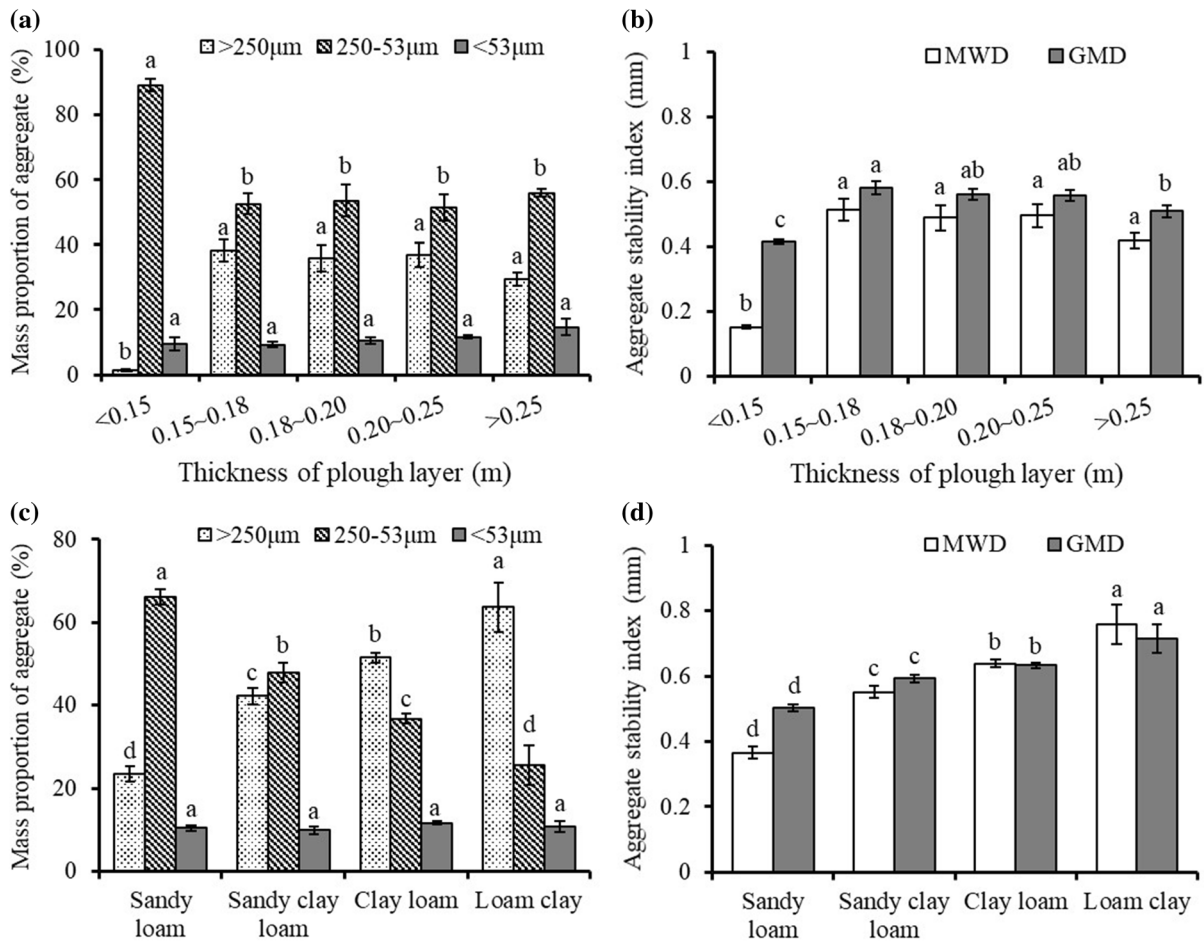 (a)
>250μm 250-53μm <53μm
Mass proportion of aggregate (%)
100
80
60
40
20
0
b a a
a b a
a b a
a b a
a b a
<0.15 0.15~0.18 0.18~0.20 0.20~0.25 >0.25
Thickness of plough layer (m)
(b)
MWD GMD
Aggregate stability index (mm)
1
0.8
0.6
0.4
0.2
0
b c
a a
a ab
a ab
a b
<0.15 0.15~0.18 0.18~0.20 0.20~0.25 >0.25
Thickness of plough layer (m)
(c)
>250μm 250-53μm <53μm
Mass proportion of aggregate (%)
80
60
40
20
0
d a a
c b a
b c a
a d a
Sandy loam
Sandy clay loam
Clay loam
Loam clay
(d)
MWD GMD
Aggregate stability index (mm)
1
0.8
0.6
0.4
0.2
0
d d
c c
b b
a a
Sandy loam
Sandy clay loam
Clay loam
Loam clay